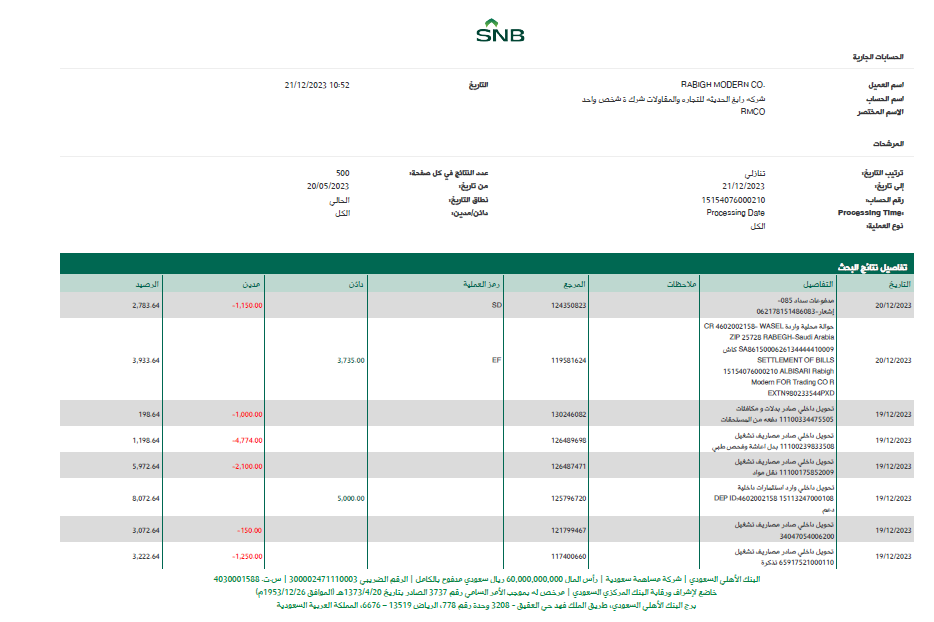 SNB
الحسابات الجارية
اسم العميل RABIGH MODERN CO. التاريخ 21/12/2023 10:52
اسم الحساب شركه رابغ الحديثه للتجاره والمقاولات شرك ة شخص واحد
الاسم المختصر RMCO
المرشحات
ترتيب التاريخ: تنازلي عدد النتائج في كل صفحة: 500
إلى تاريخ: 21/12/2023 من تاريخ: 20/05/2023
رقم الحساب: 15154076000210 نطاق التاريخ: الحالي
Processing Time: Processing Date دائن/مدين: الكل
نوع العملية: الكل
تفاصيل نتائج البحث
التاريخ التفاصيل ملاحظات المرجع رمز العملية دائن مدين الرصيد
مدفوعات سداد 085-
20/12/2023 124350823 SD -1,150.00 2,783.64
إشعار-062178151486083
حوالة محلية واردة CR 4602002158- WASEL
ZIP 25728 RABEGH-Saudi Arabia
SA8615000626134444410009 كاش
20/12/2023 SETTLEMENT OF BILLS 119581624 EF 3,735.00 3,933.64
15154076000210 ALBISARI Rabigh
Modern FOR Trading CO R
EXTN980233544PXD
تحويل داخلي صادر بدلات و مكافئات
19/12/2023 130246082 -1,000.00 198.64
11100334475505 دفعه من المستحقات
تحويل داخلي صادر مصاريف تشغيل
19/12/2023 126489698 -4,774.00 1,198.64
11100239833508 بدل اعاشة وفحص طبي
تحويل داخلي صادر مصاريف تشغيل
19/12/2023 126487471 -2,100.00 5,972.64
11100175852009 نقل مواد
تحويل داخلي وارد استثمارات داخلية
19/12/2023 DEP ID:4602002158 15113247000108 125796720 5,000.00 8,072.64
دعم
تحويل داخلي صادر مصاريف تشغيل
19/12/2023 121799467 -150.00 3,072.64
34047054006200
تحويل داخلي صادر مصاريف تشغيل
19/12/2023 117400660 -1,250.00 3,222.64
65917521000110 تذكرة
البنك الأهلي السعودي | شركة مساهمة سعودية | رأس المال 60,000,000,000 ريال سعودي مدفوع بالكامل | الرقم الضريبي 300002471110003 | س.ت. 4030001588
خاضع لإشراف ورقابة البنك المركزي السعودي | مرخص له بموجب الأمر السامي رقم 3737 الصادر بتاريخ 1373/4/20هـ (الموافق 1953/12/26م)
برج البنك الأهلي السعودي، طريق الملك فهد حي العقيق - 3208 وحدة رقم 778، الرياض 13519 - 6676، المملكة العربية السعودية